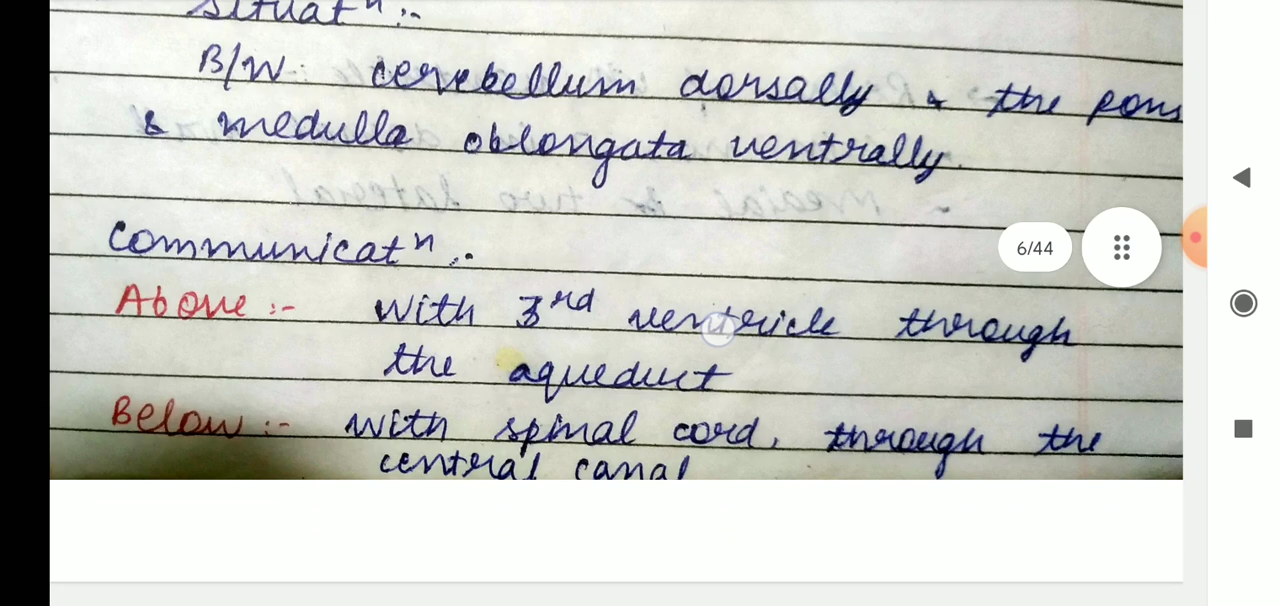 Situatⁿ :-
B/W cerebellum dorsally & the pons
& medulla oblongata ventrally.
Communicatⁿ :-
6/44
Above :- with 3rd ventricle through
the aqueduct
Below :- with spinal cord, through the
central canal